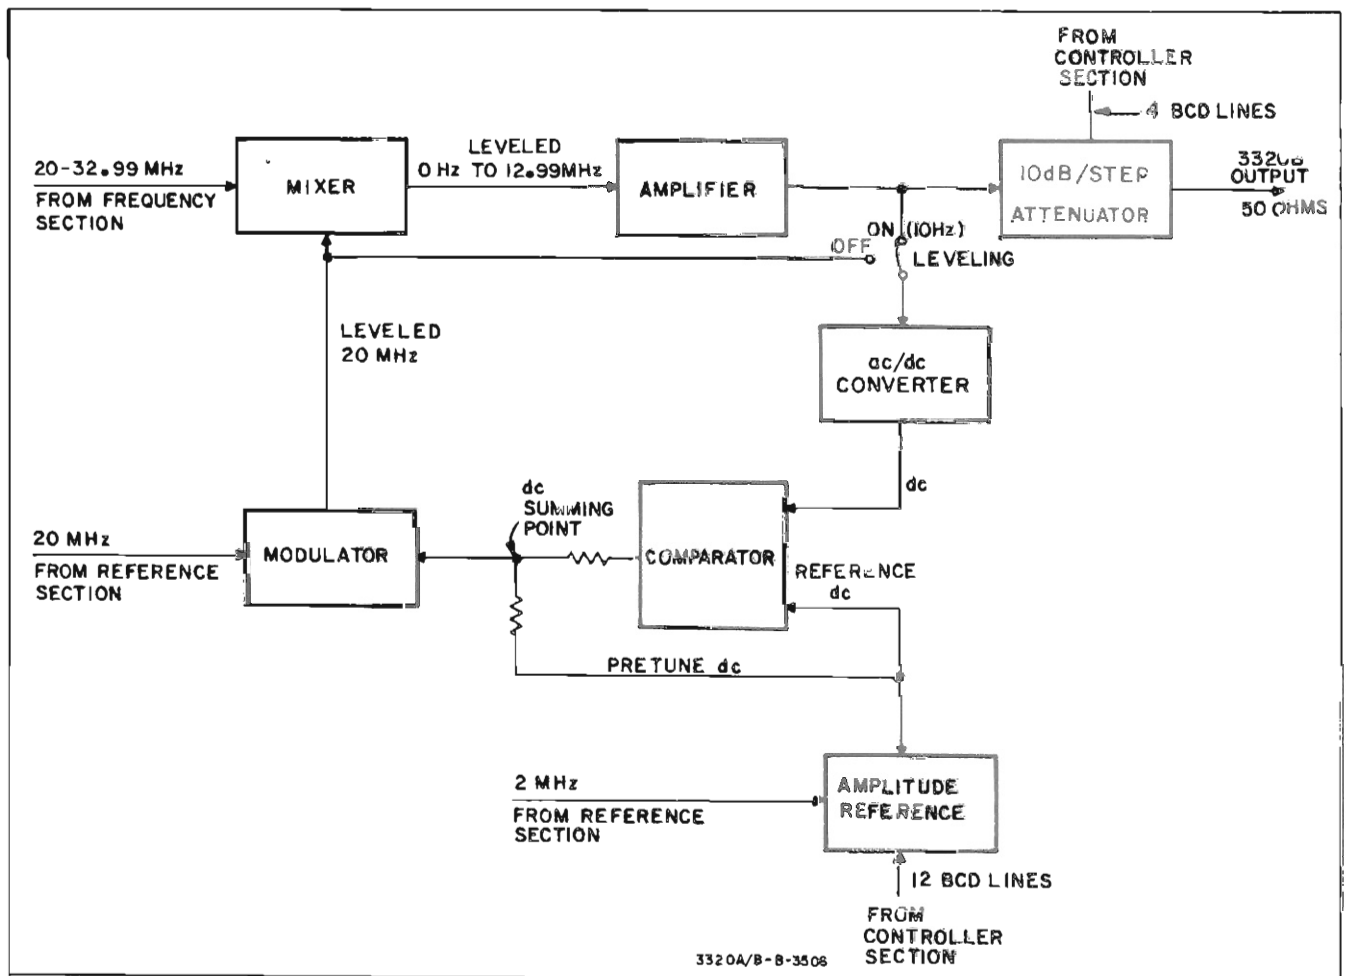 FROM
CONTROLLER
SECTION
4 BCD LINES
20-32.99 MHz
FROM FREQUENCY
SECTION
MIXER
LEVELED
0 Hz TO 12.99MHz
AMPLIFIER
10dB/STEP
ATTENUATOR
3320B
OUTPUT
50 OHMS
ON (10Hz)
OFF
LEVELING
LEVELED
20 MHz
ac/dc
CONVERTER
dc
dc
SUMMING
POINT
20 MHz
FROM REFERENCE
SECTION
MODULATOR
COMPARATOR
REFERENCE
dc
PRETUNE dc
2 MHz
FROM REFERENCE
SECTION
AMPLITUDE
REFERENCE
12 BCD LINES
FROM
CONTROLLER
SECTION
3320A/B-B-3506